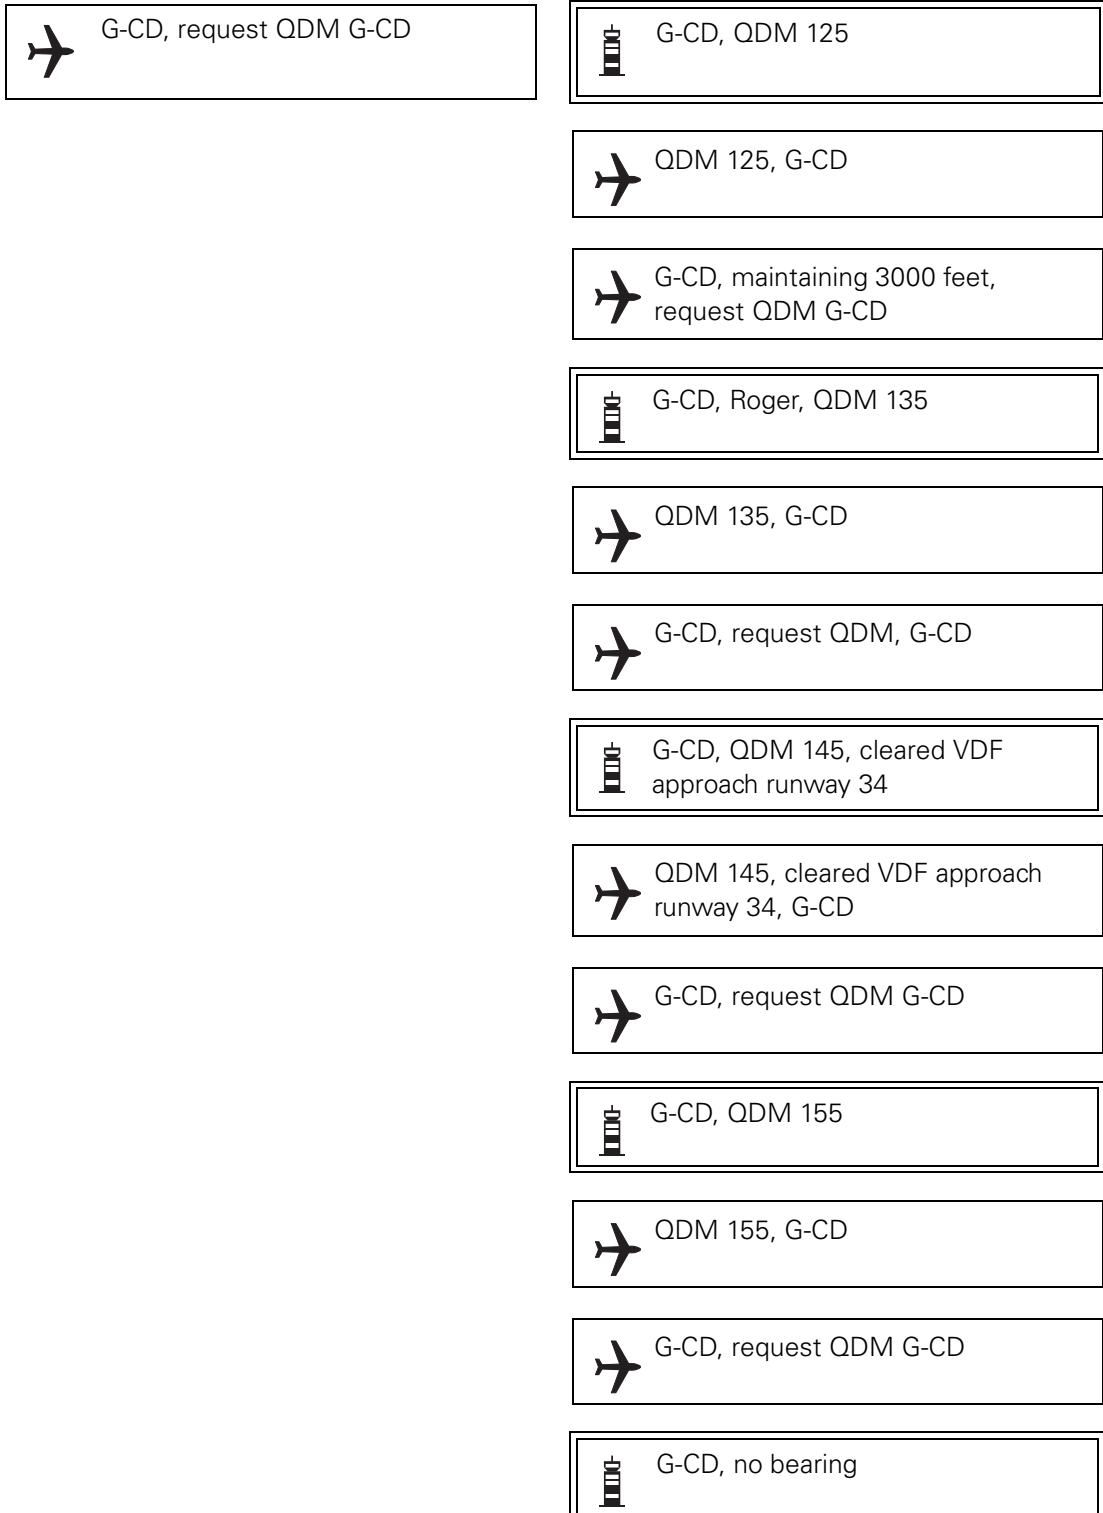 G-CD, request QDM G-CD
G-CD, QDM 125
QDM 125, G-CD
G-CD, maintaining 3000 feet,
request QDM G-CD
G-CD, Roger, QDM 135
QDM 135, G-CD
G-CD, request QDM, G-CD
G-CD, QDM 145, cleared VDF
approach runway 34
QDM 145, cleared VDF approach
runway 34, G-CD
G-CD, request QDM G-CD
G-CD, QDM 155
QDM 155, G-CD
G-CD, request QDM G-CD
G-CD, no bearing